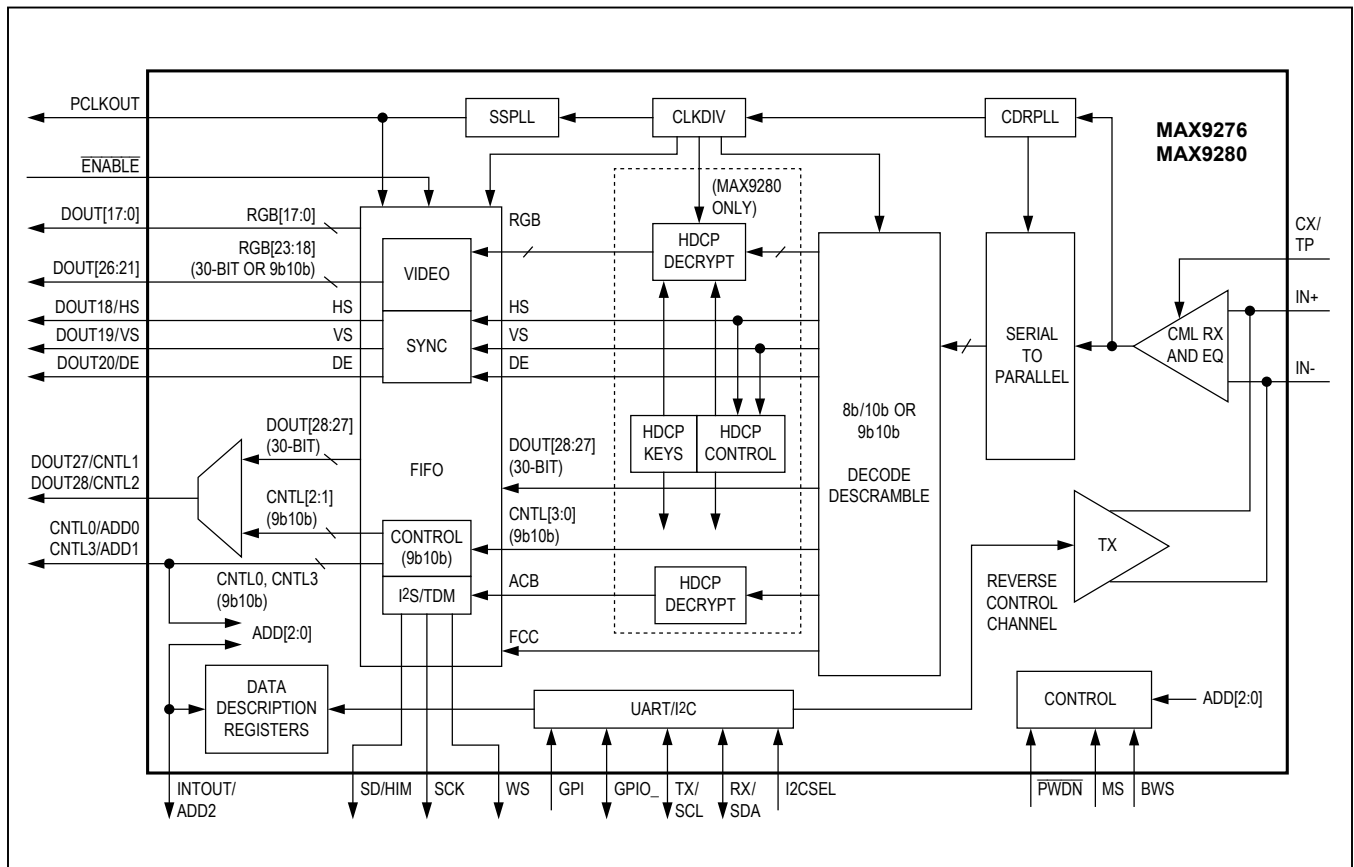 PCLKOUT
SSPLL
CLKDIV
CDRPLL
MAX9276
MAX9280
ENABLE
(MAX9280
ONLY)
DOUT[17:0]
RGB[17:0]
RGB
CX/
TP
RGB[23:18]
(30-BIT OR 9b10b)
VIDEO
HDCP
DECRYPT
DOUT[26:21]
IN+
DOUT18/HS
HS
HS
SERIAL
TO
PARALLEL
CML RX
AND EQ
DOUT19/VS
VS
SYNC
VS
DOUT20/DE
DE
DE
IN-
8b/10b OR
9b10b
DECODE
DESCRAMBLE
DOUT[28:27]
(30-BIT)
HDCP
KEYS
HDCP
CONTROL
DOUT27/CNTL1
DOUT28/CNTL2
FIFO
DOUT[28:27]
(30-BIT)
CNTL[2:1]
(9b10b)
CNTL[3:0]
(9b10b)
CNTL0/ADD0
CNTL3/ADD1
CONTROL
(9b10b)
TX
CNTL0, CNTL3
(9b10b)
I2S/TDM
ACB
HDCP
DECRYPT
REVERSE
CONTROL
CHANNEL
ADD[2:0]
FCC
DATA
DESCRIPTION
REGISTERS
UART/I2C
CONTROL
ADD[2:0]
INTOUT/
ADD2
SD/HIM
SCK
WS
GPI
GPIO_
TX/
SCL
RX/
SDA
I2CSEL
PWDN
MS
BWS